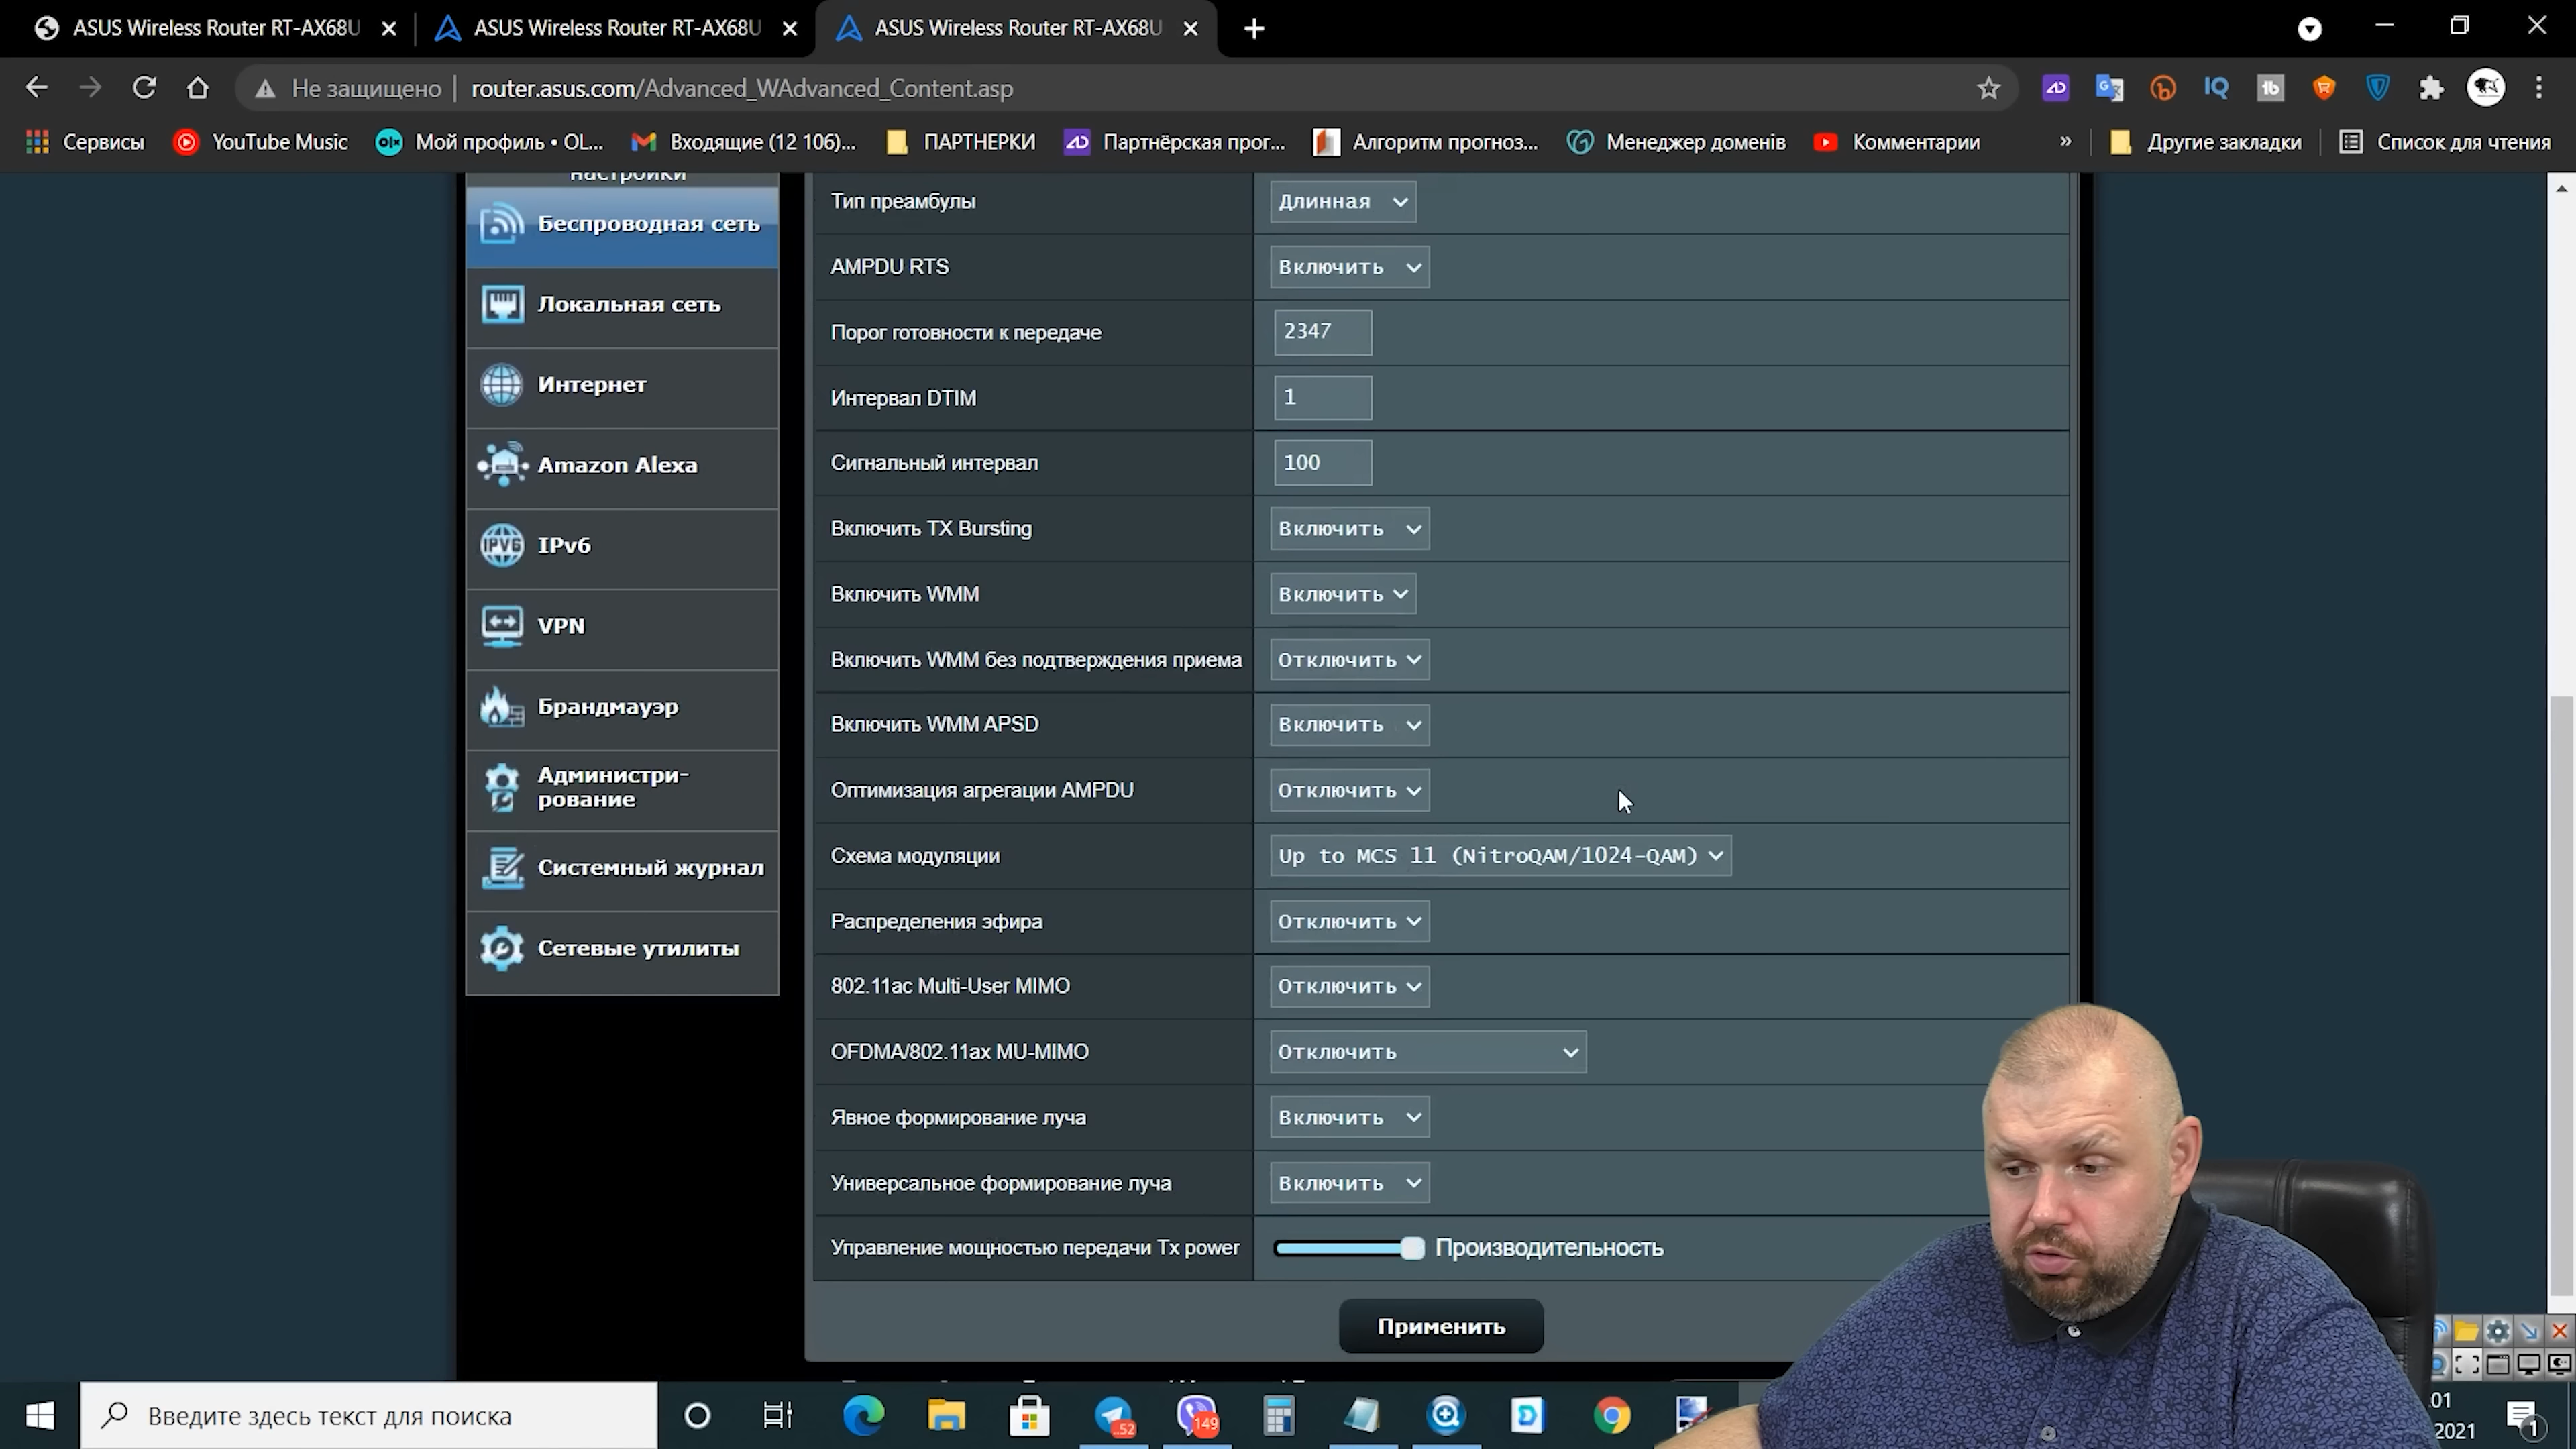 ASUS Wireless Router RT-AX68U
ASUS Wireless Router RT-AX68U
ASUS Wireless Router RT-AX68U
Не защищено
router.asus.com/Advanced_WAdvanced_Content.asp
Сервисы
YouTube Music
Мой профиль • OL...
Входящие (12 106)...
ПАРТНЕРКИ
Партнёрская прог...
Алгоритм прогноз...
Менеджер доменів
Комментарии
»
Другие закладки
Список для чтения
настройки
Беспроводная сеть
Локальная сеть
Интернет
Amazon Alexa
IPv6
VPN
Брандмауэр
Администри-
рование
Системный журнал
Сетевые утилиты
Тип преамбулы Длинная
AMPDU RTS Включить
Порог готовности к передаче 2347
Интервал DTIM 1
Сигнальный интервал 100
Включить TX Bursting Включить
Включить WMM Включить
Включить WMM без подтверждения приема Отключить
Включить WMM APSD Включить
Оптимизация агрегации AMPDU Отключить
Схема модуляции Up to MCS 11 (NitroQAM/1024-QAM)
Распределения эфира Отключить
802.11ac Multi-User MIMO Отключить
OFDMA/802.11ax MU-MIMO Отключить
Явное формирование луча Включить
Универсальное формирование луча Включить
Управление мощностью передачи Tx power Производительность
Применить
Введите здесь текст для поиска
52
149
01
2021
1